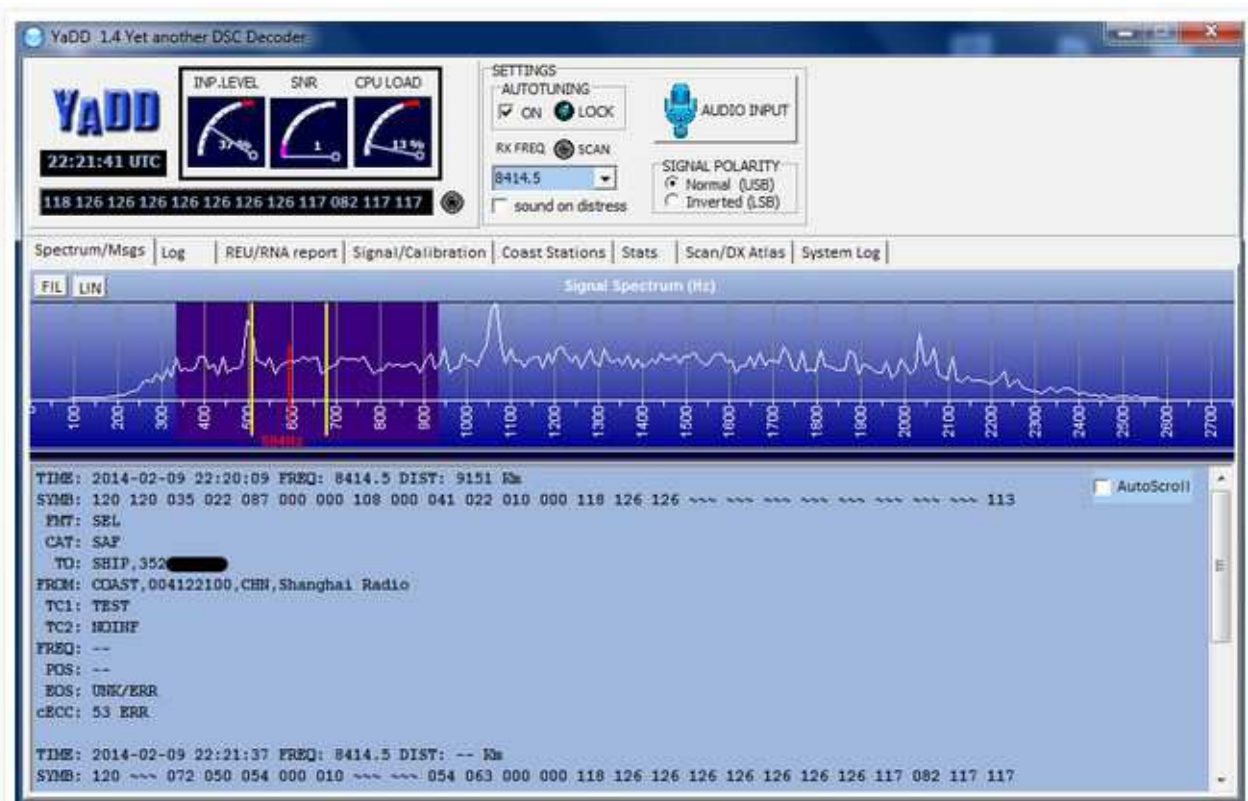 YaDD 1.4 Yet another DSC Decoder
YADD
22:21:41 UTC
INP.LEVEL SNR CPU LOAD
37 % 1 13 %
118 126 126 126 126 126 126 126 117 082 117 117
SETTINGS
AUTOTUNING
ON LOCK
RX FREQ SCAN
8414.5
sound on distress
AUDIO INPUT
SIGNAL POLARITY
Normal (USB)
Inverted (LSB)
Spectrum/Msgs Log REU/RNA report Signal/Calibration Coast Stations Stats Scan/DX Atlas System Log
FIL LIN Signal Spectrum (Hz)
0 100 200 300 400 500 600 700 800 900 1000 1100 1200 1300 1400 1500 1600 1700 1800 1900 2000 2100 2200 2300 2400 2500 2600 2700
594Hz
AutoScroll
TIME: 2014-02-09 22:20:09 FREQ: 8414.5 DIST: 9151 Km
SYMB: 120 120 035 022 087 000 000 108 000 041 022 010 000 118 126 126 ~~~ ~~~ ~~~ ~~~ ~~~ ~~~ ~~~ ~~~ 113
FMT: SEL
CAT: SAF
TO: SHIP,352
FROM: COAST,004122100,CHN,Shanghai Radio
TC1: TEST
TC2: NOINF
FREQ: --
POS: --
EOS: UNK/ERR
cECC: 53 ERR
TIME: 2014-02-09 22:21:37 FREQ: 8414.5 DIST: -- Km
SYMB: 120 ~~~ 072 050 054 000 010 ~~~ ~~~ 054 063 000 000 118 126 126 126 126 126 126 126 117 082 117 117